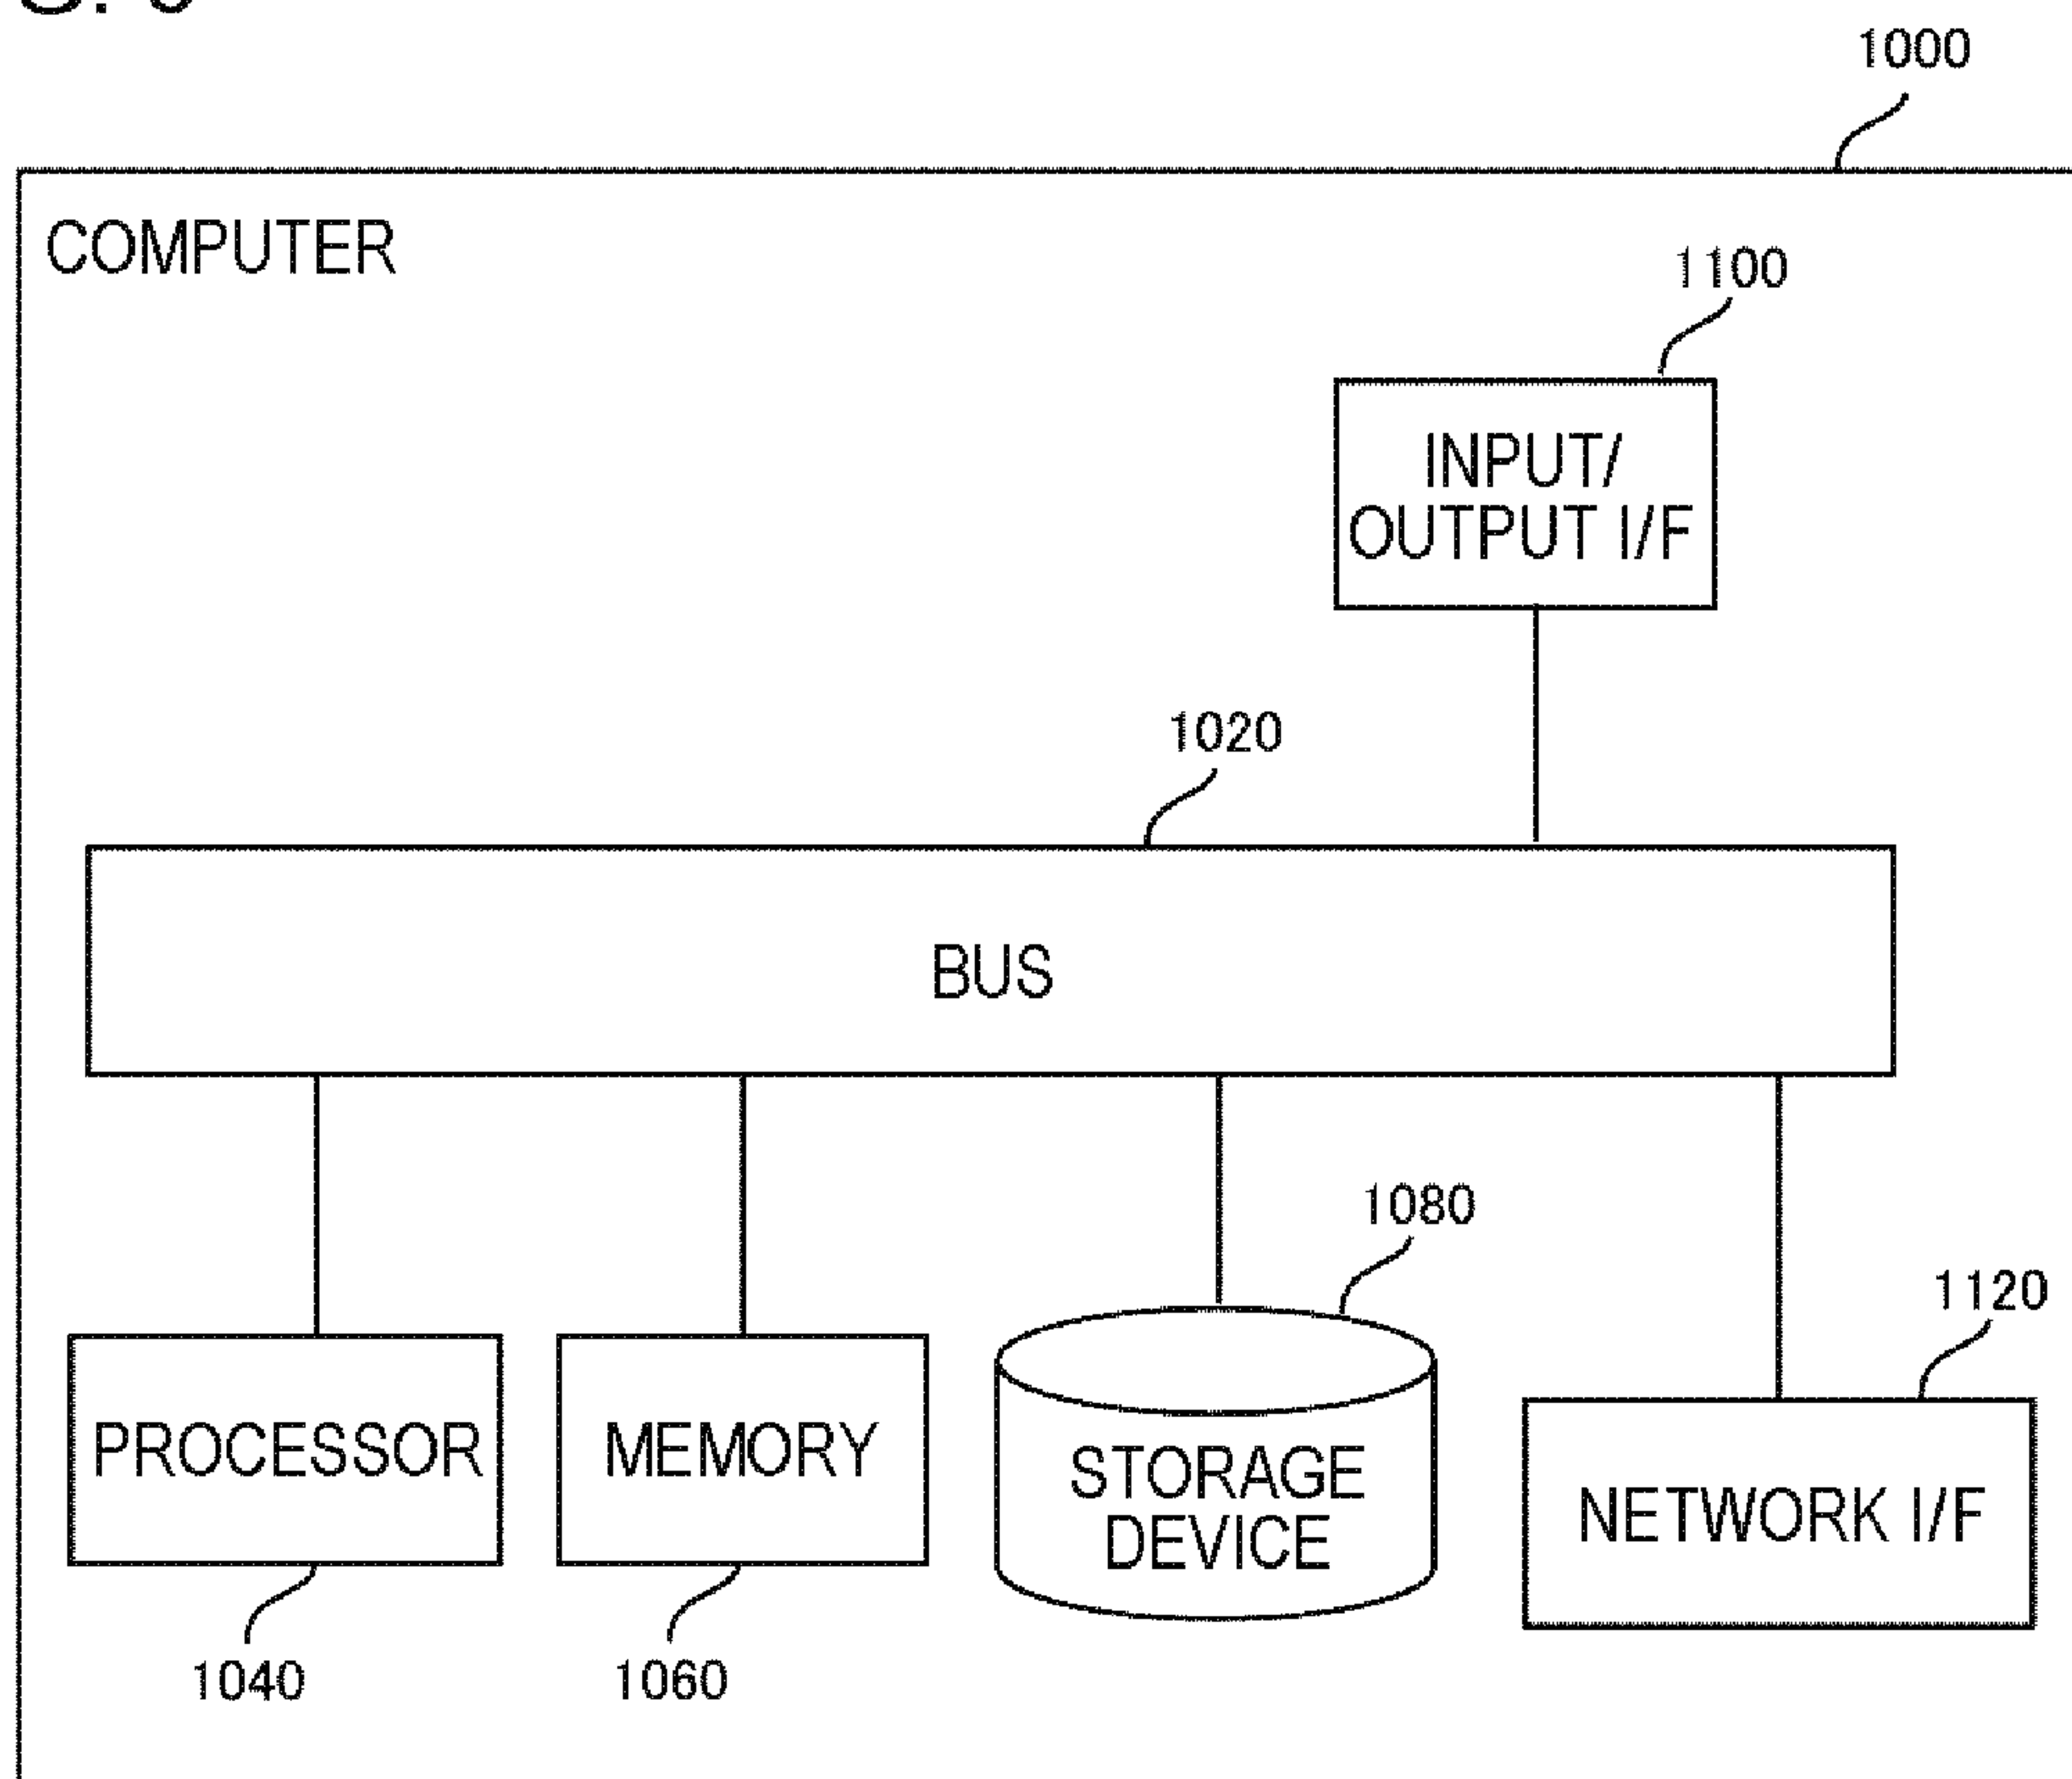 1000
COMPUTER
1100
INPUT/
OUTPUT I/F
1020
BUS
1080
1120
PROCESSOR
MEMORY
STORAGE
DEVICE
NETWORK I/F
1040
1060